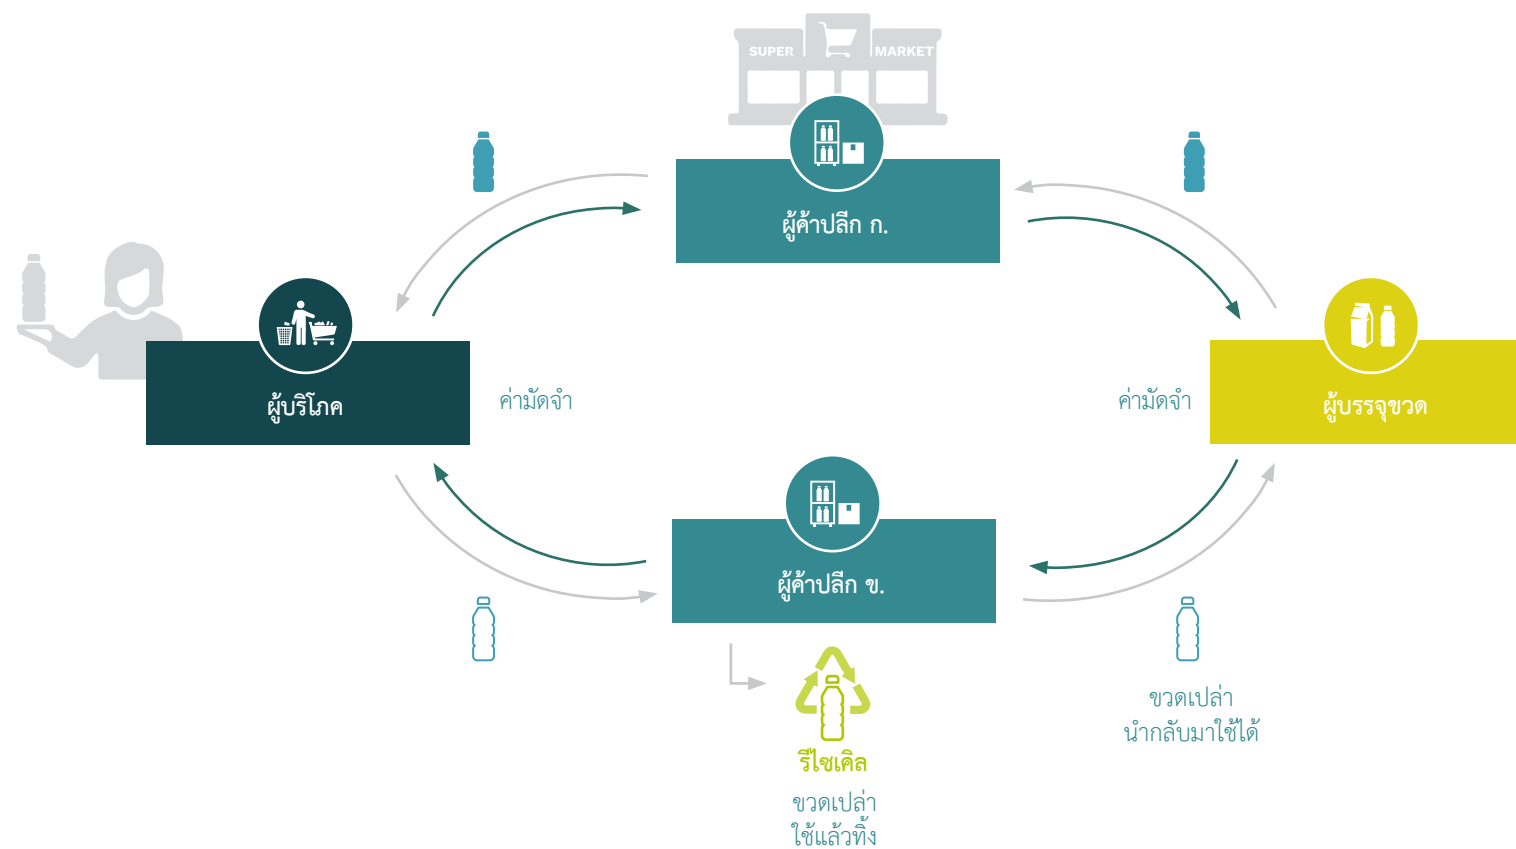 SUPER MARKET
ผู้ค้าปลีก ก.
ผู้บริโภค
ค่ามัดจำ
ค่ามัดจำ
ผู้บรรจุขวด
ผู้ค้าปลีก ข.
ขวดเปล่า
นำกลับมาใช้ได้
รีไซเคิล
ขวดเปล่า
ใช้แล้วทิ้ง